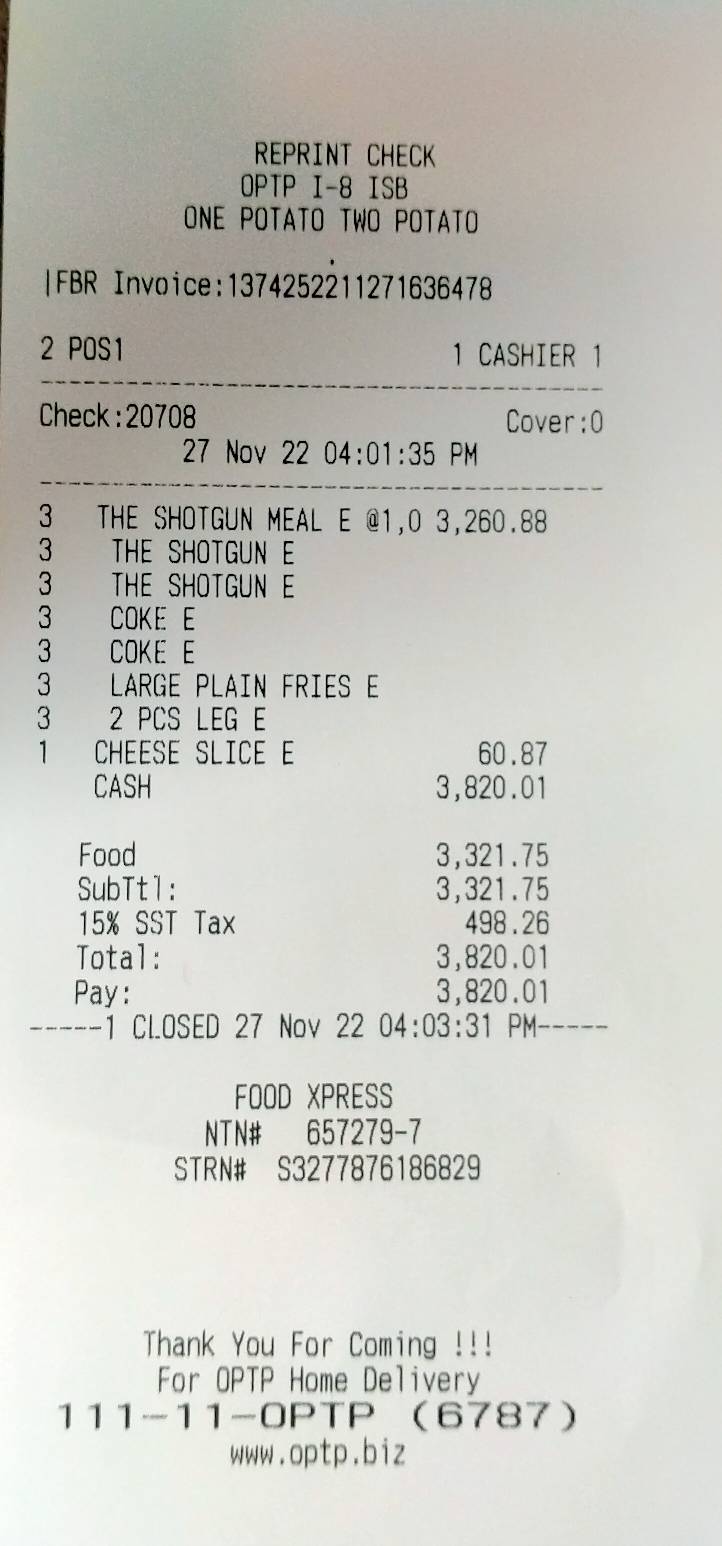 REPRINT CHECK
OPTP I-8 ISB
ONE POTATO TWO POTATO
|FBR Invoice:1374252211271636478
2 POS1 1 CASHIER 1
Check:20708 Cover:0
27 Nov 22 04:01:35 PM
3 THE SHOTGUN MEAL E @1,0 3,260.88
3 THE SHOTGUN E
3 THE SHOTGUN E
3 COKE E
3 COKE E
3 LARGE PLAIN FRIES E
3 2 PCS LEG E
1 CHEESE SLICE E 60.87
CASH 3,820.01
Food 3,321.75
SubTtl: 3,321.75
15% SST Tax 498.26
Total: 3,820.01
Pay: 3,820.01
-----1 CLOSED 27 Nov 22 04:03:31 PM-----
FOOD XPRESS
NTN# 657279-7
STRN# S3277876186829
Thank You For Coming !!!
For OPTP Home Delivery
111-11-OPTP (6787)
www.optp.biz